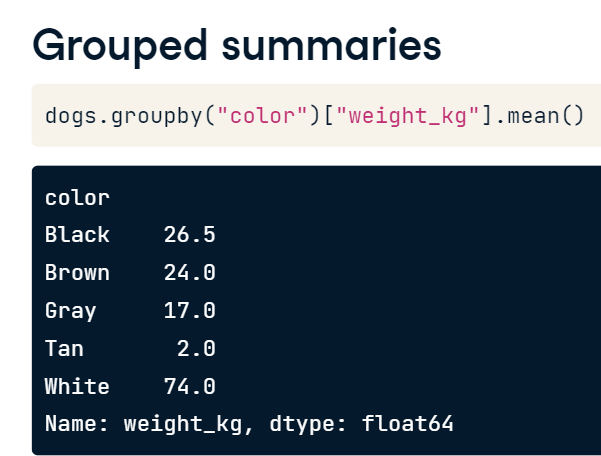 Grouped summaries
dogs.groupby("color")["weight_kg"].mean()
color
Black    26.5
Brown    24.0
Gray     17.0
Tan       2.0
White    74.0
Name: weight_kg, dtype: float64